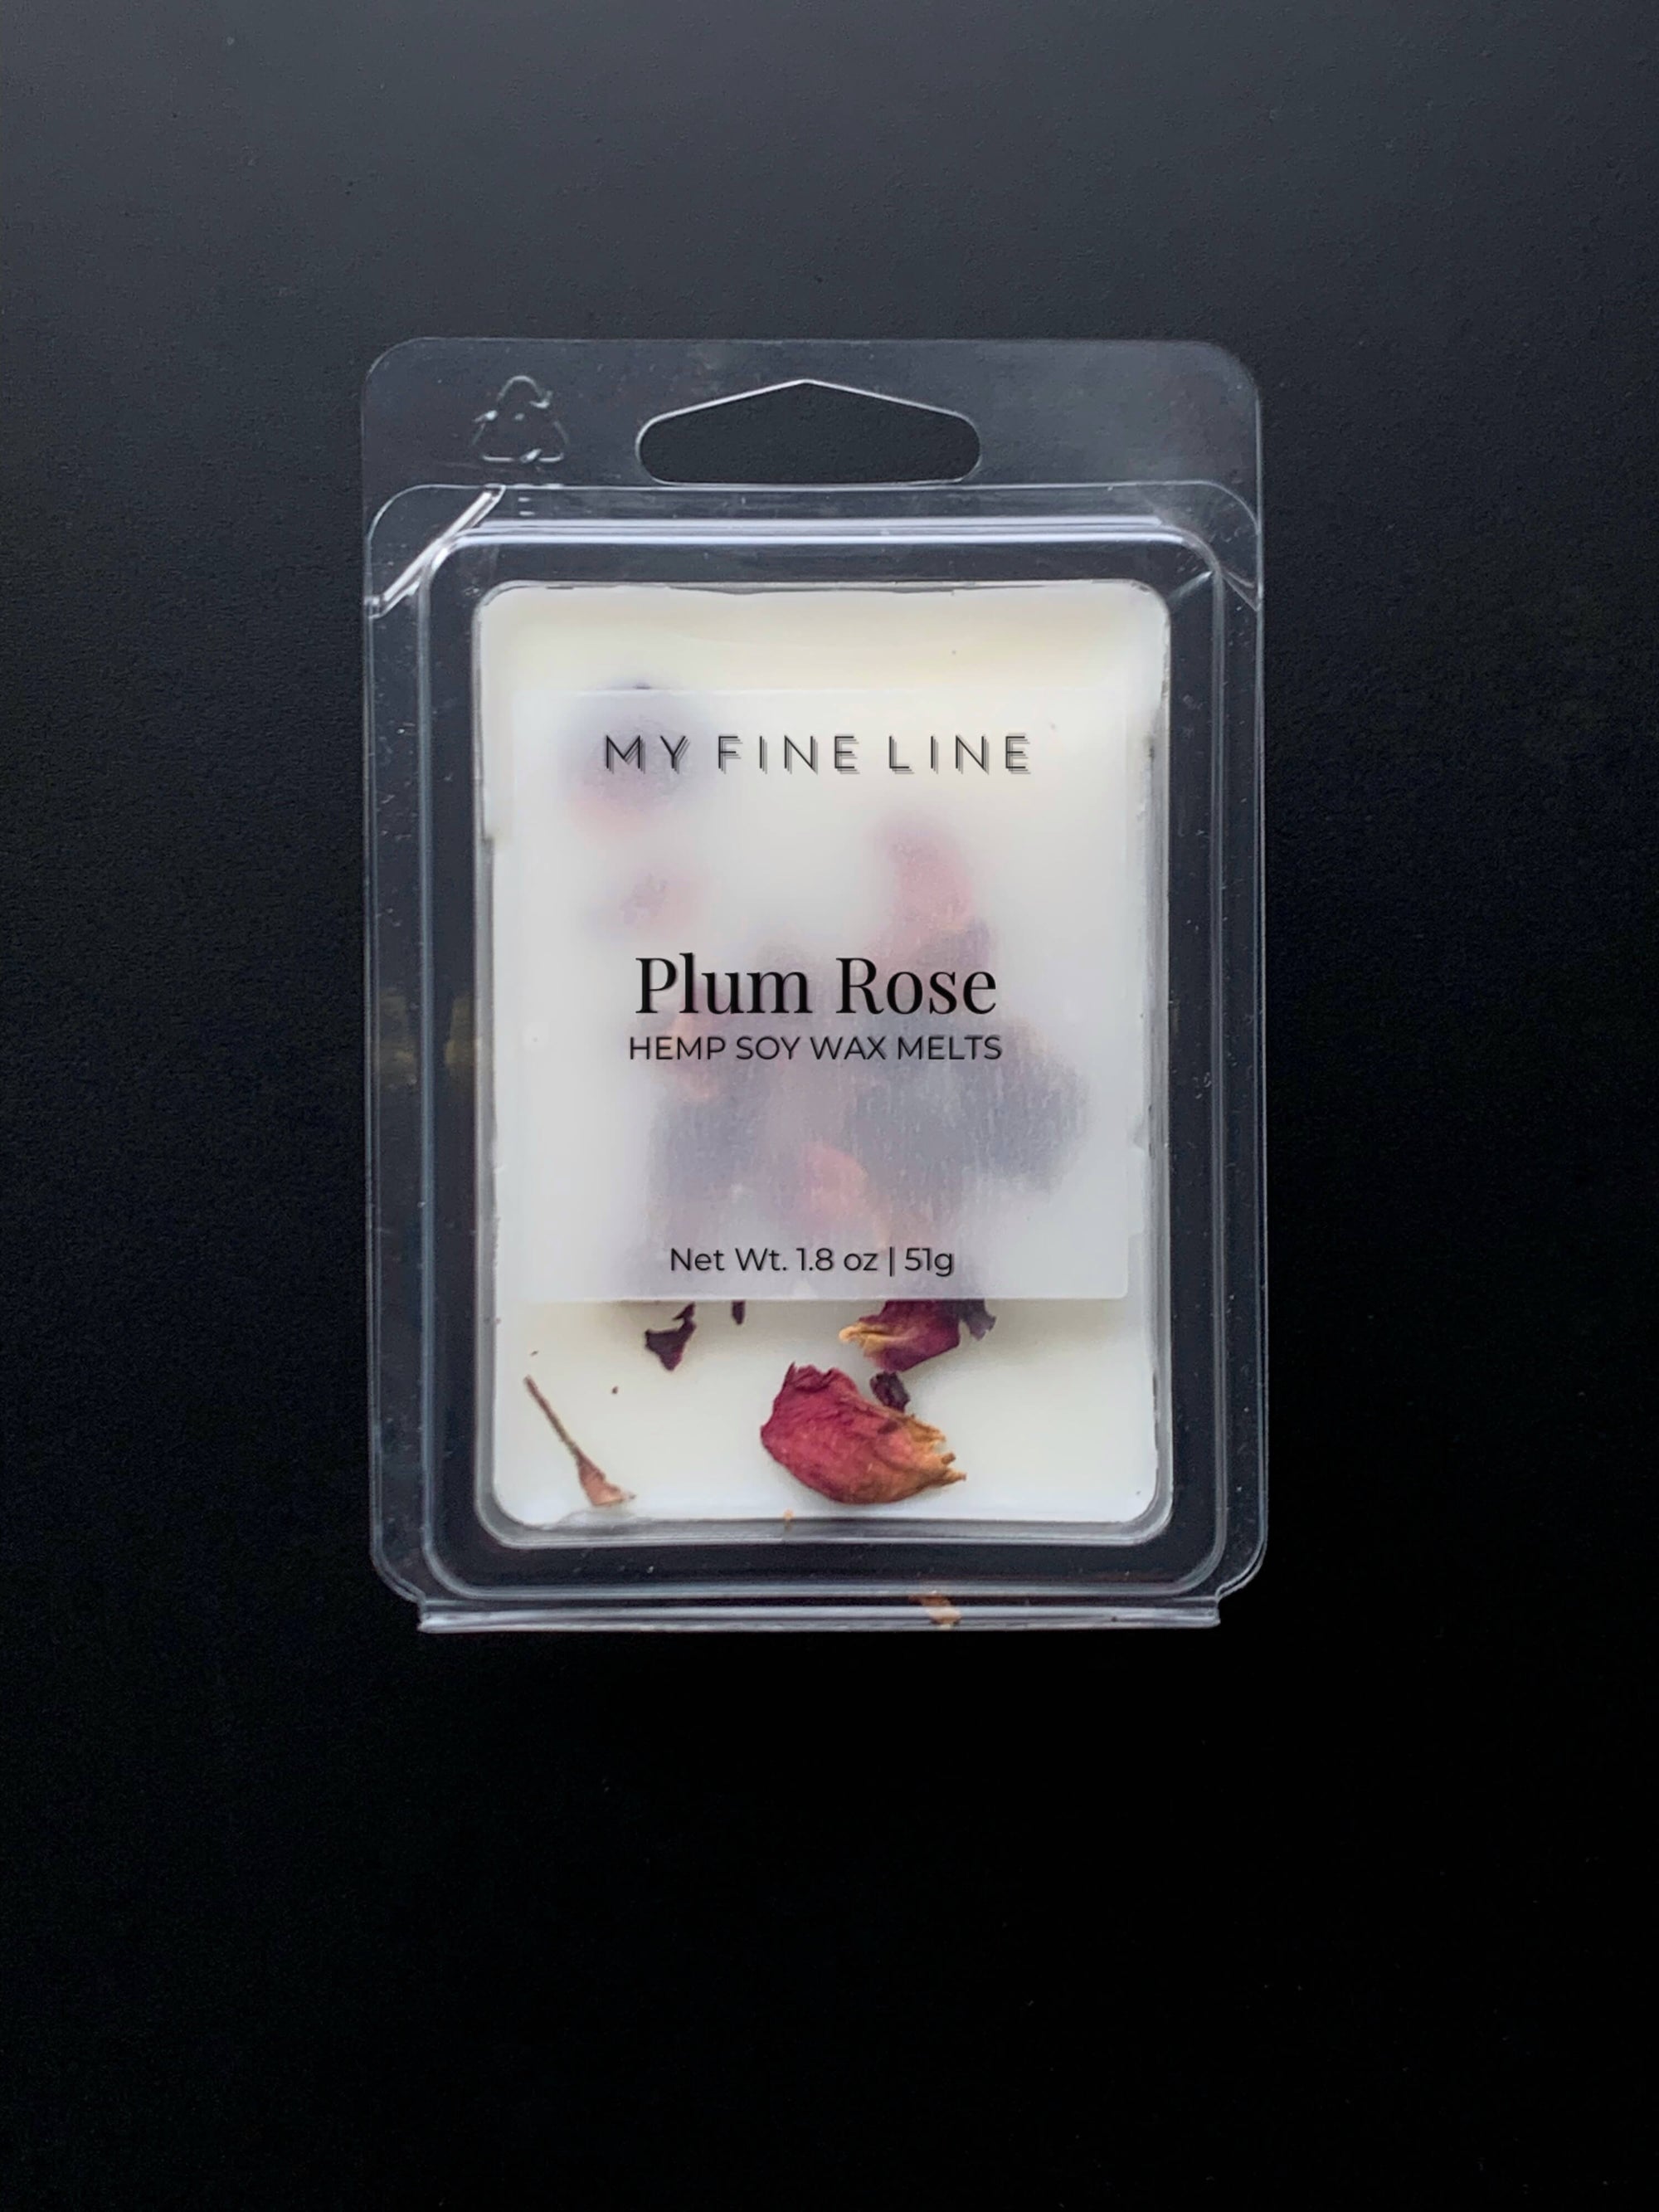 MY FINE LINE
Plum Rose
HEMP SOY WAX MELTS
Net Wt. 1.8 oz | 51g